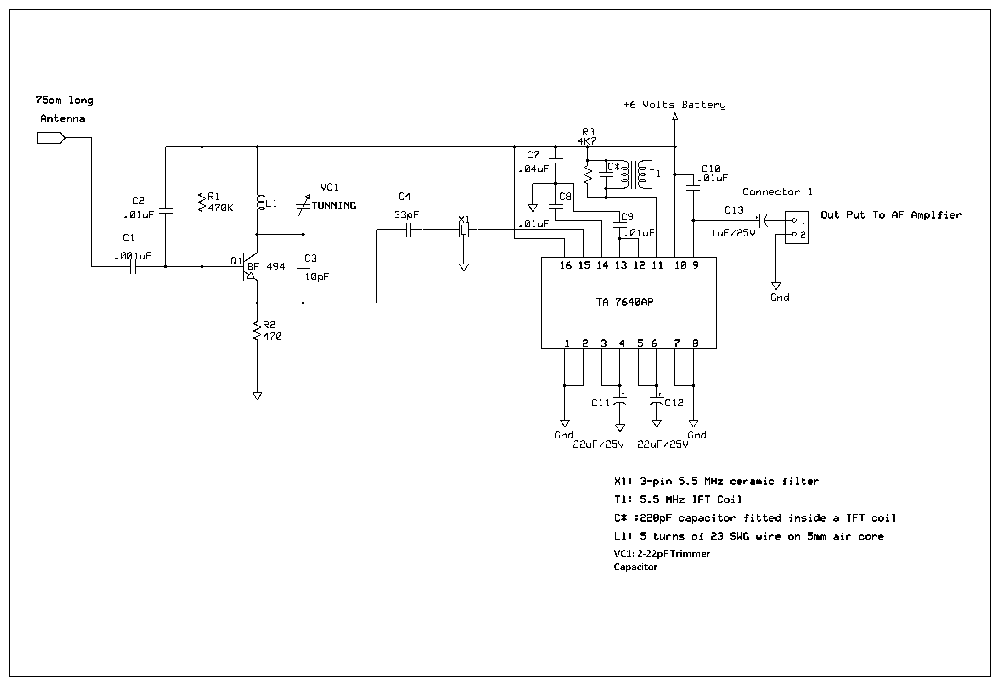 75cm long
Antenna
+6 Volts Battery
R3
4K7
C7
.04uF
C*
T1
C10
.01uF
Connector 1
C2
.01uF
R1
470K
L1
VC1
TUNNING
C4
33pF
X1
C8
.01uF
C9
.01uF
C13
1uF/25V
1
2
Out Put To AF Amplfier
C1
.001uF
Q1
BF 494
C3
10pF
16 15 14 13 12 11 10 9
Gnd
TA 7640AP
R2
470
1 2 3 4 5 6 7 8
C11
C12
Gnd
22uF/25V
22uF/25V
Gnd
X1: 3-pin 5.5 MHz ceramic filter
T1: 5.5 MHz IFT Coil
C* :220pF capacitor fitted inside a IFT coil
L1: 5 turns of 23 SWG wire on 5mm air core
VC1: 2-22pF Trimmer
Capacitor